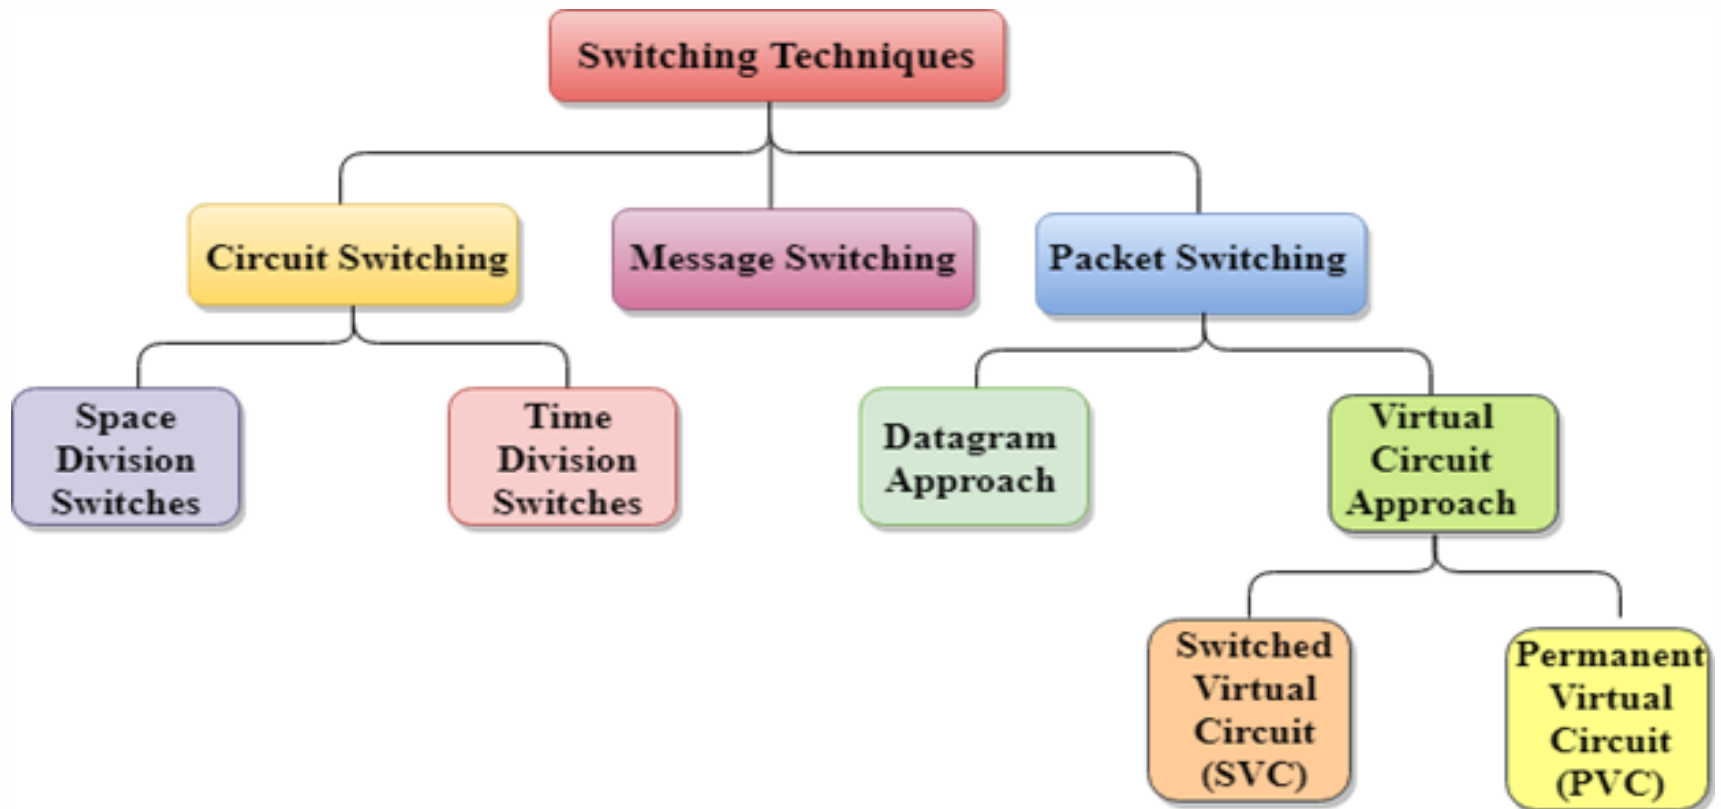 Switching Techniques
Circuit Switching
Message Switching
Packet Switching
Space
Division
Switches
Time
Division
Switches
Datagram
Approach
Virtual
Circuit
Approach
Switched
Virtual
Circuit
(SVC)
Permanent
Virtual
Circuit
(PVC)